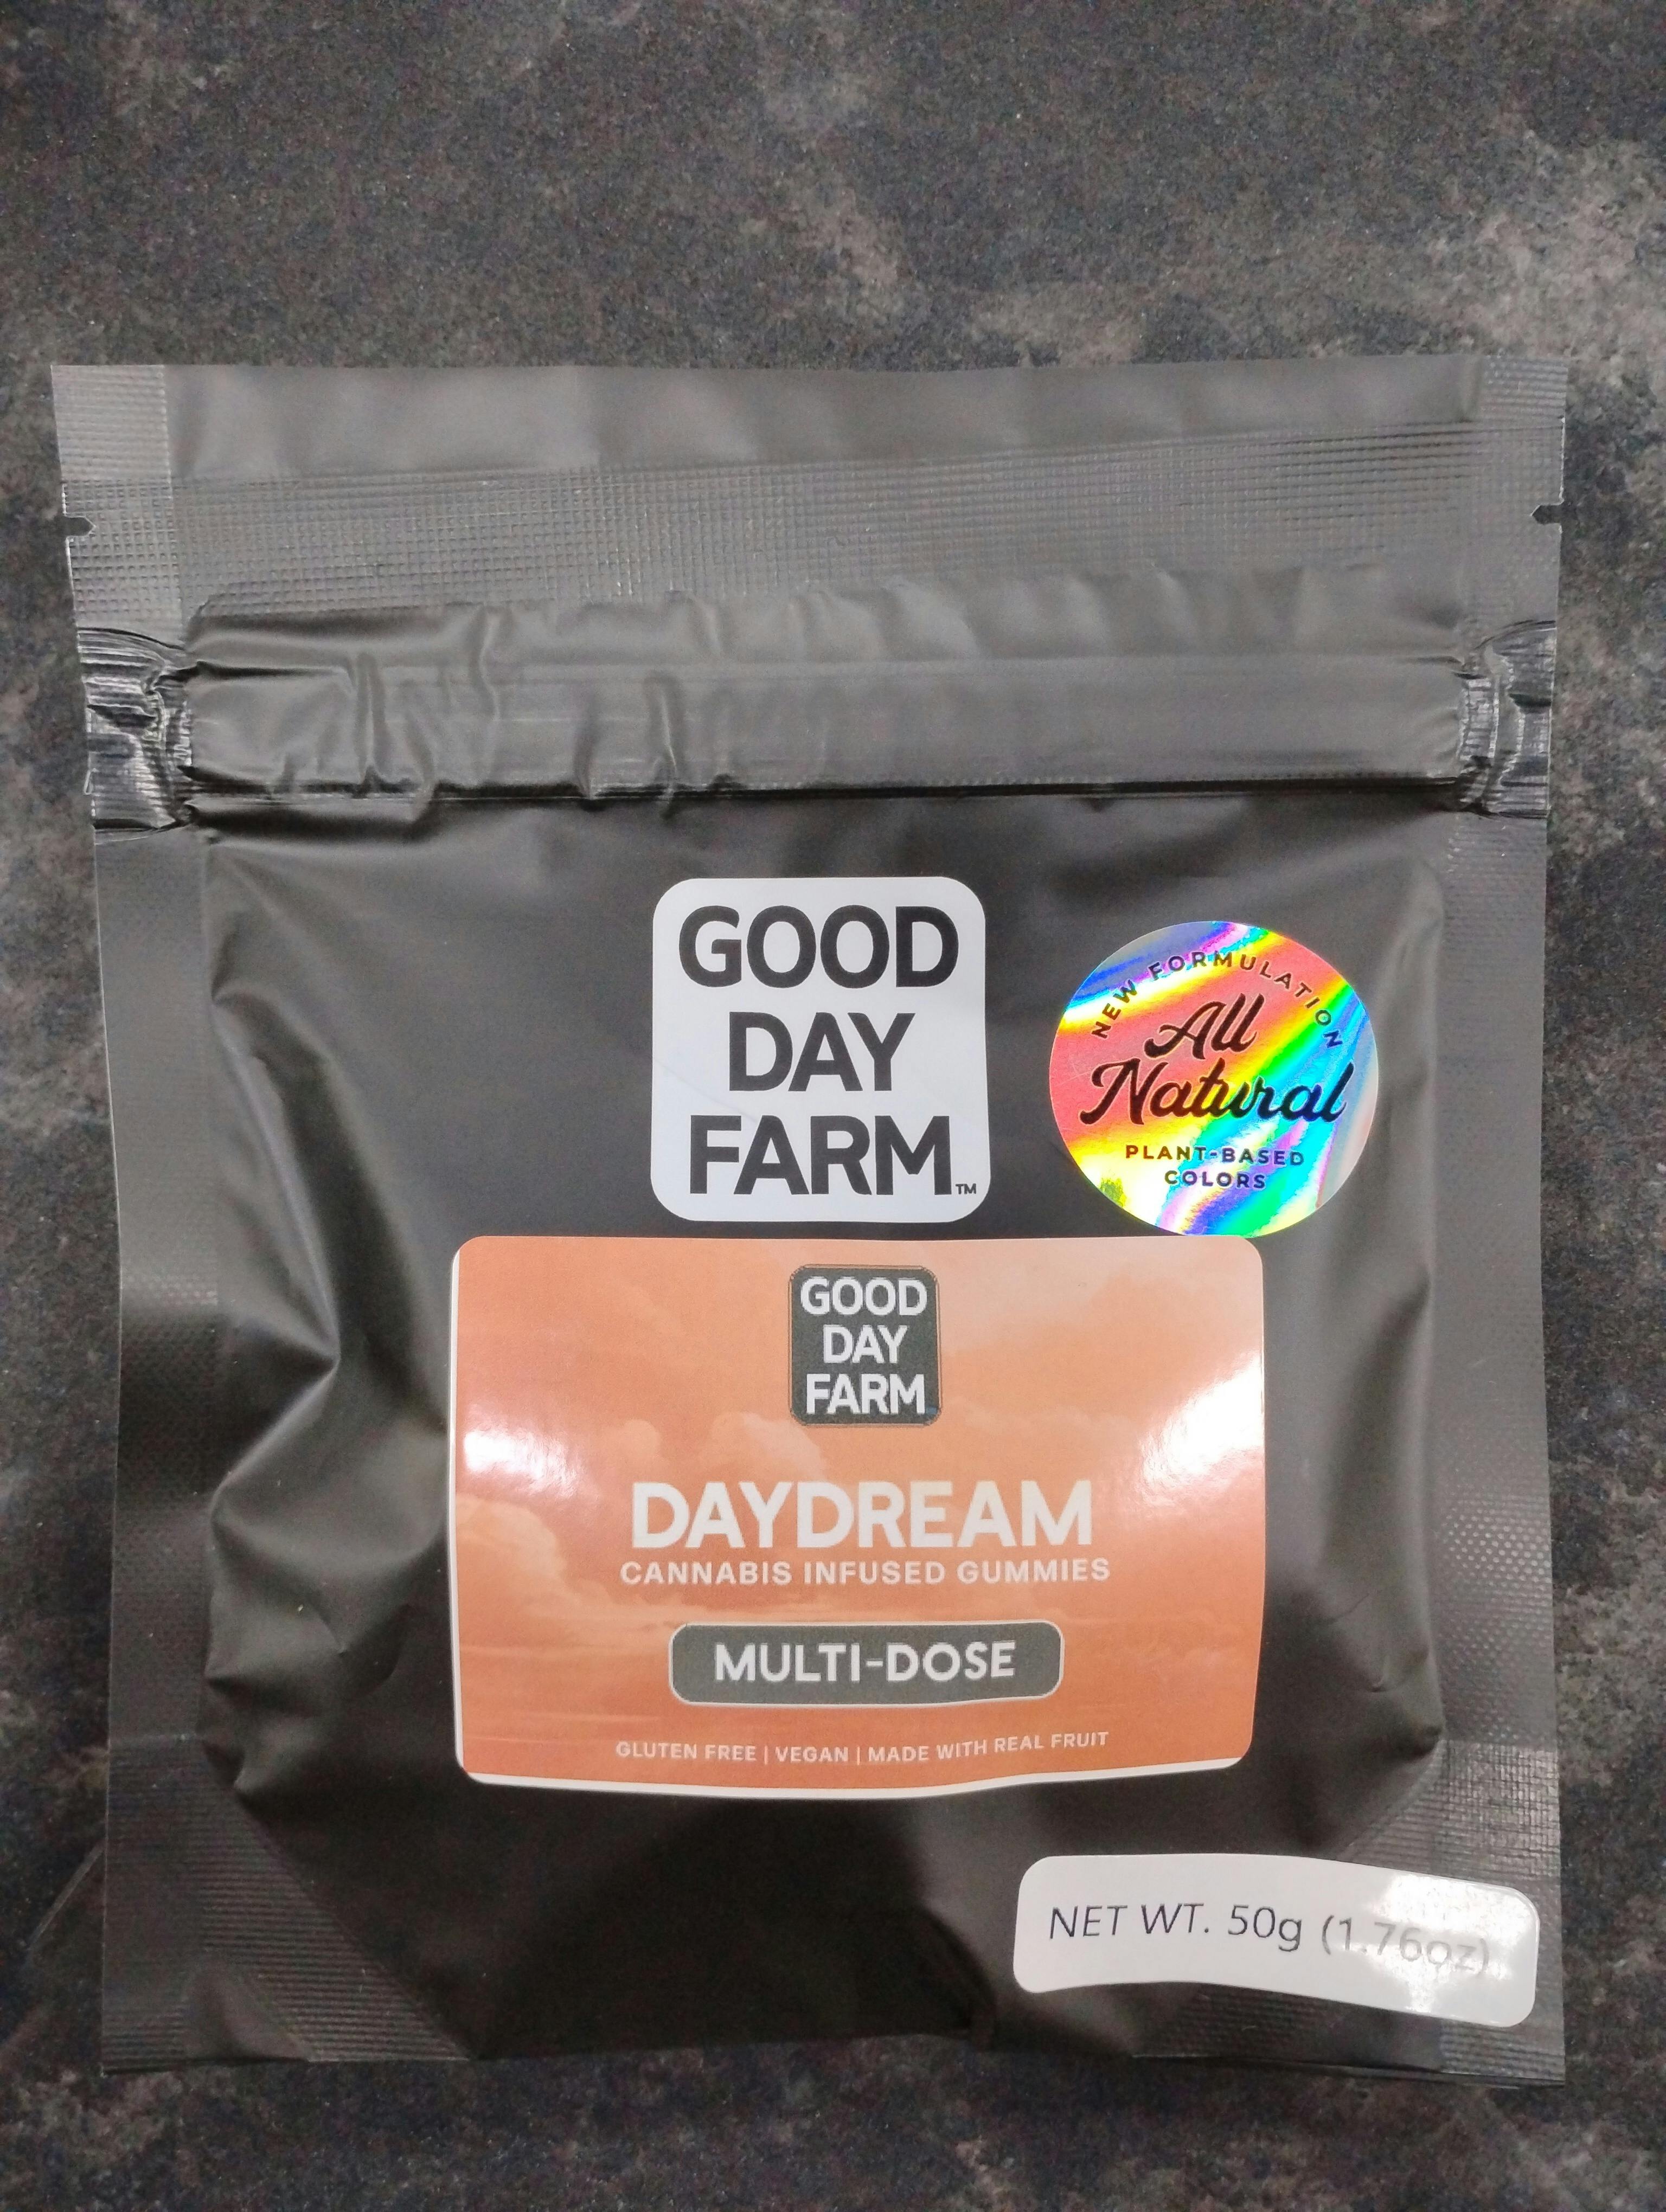 GOOD
DAY
FARM™
NEW FORMULATION
All
Natural
PLANT-BASED
COLORS
GOOD
DAY
FARM
DAYDREAM
CANNABIS INFUSED GUMMIES
MULTI-DOSE
GLUTEN FREE | VEGAN | MADE WITH REAL FRUIT
NET WT. 50g (1.76oz)